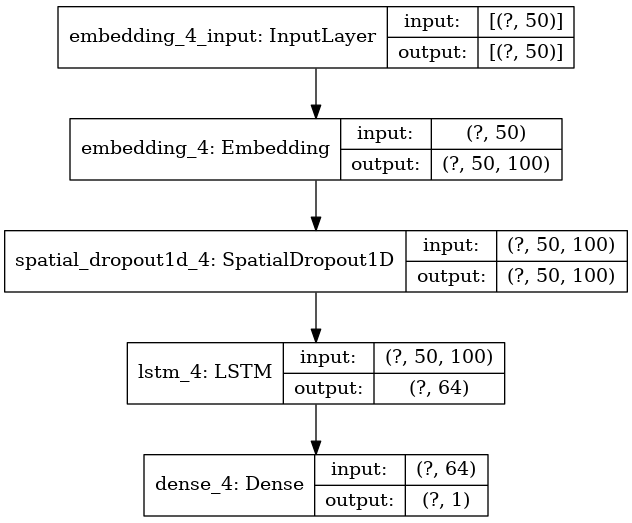 embedding_4_input: InputLayer input: [(?, 50)]
output: [(?, 50)]
embedding_4: Embedding input: (?, 50)
output: (?, 50, 100)
spatial_dropout1d_4: SpatialDropout1D input: (?, 50, 100)
output: (?, 50, 100)
lstm_4: LSTM input: (?, 50, 100)
output: (?, 64)
dense_4: Dense input: (?, 64)
output: (?, 1)